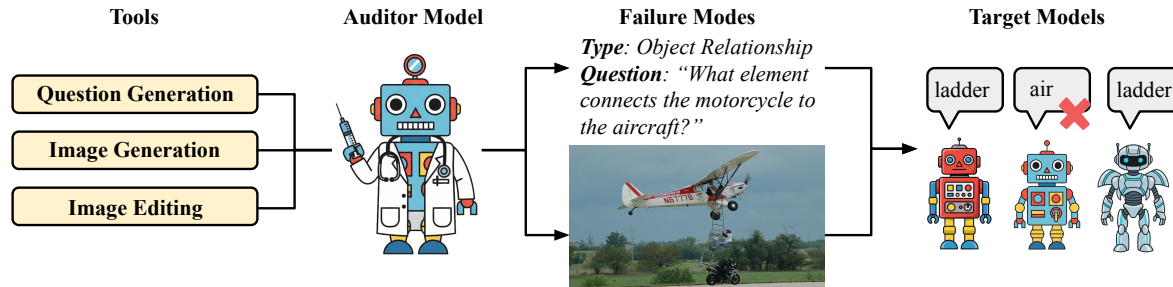 Tools
Auditor Model
Failure Modes
Target Models
Question Generation
Image Generation
Image Editing
Type: Object Relationship
Question: “What element
connects the motorcycle to
the aircraft?”
N6777B
ladder
air
ladder